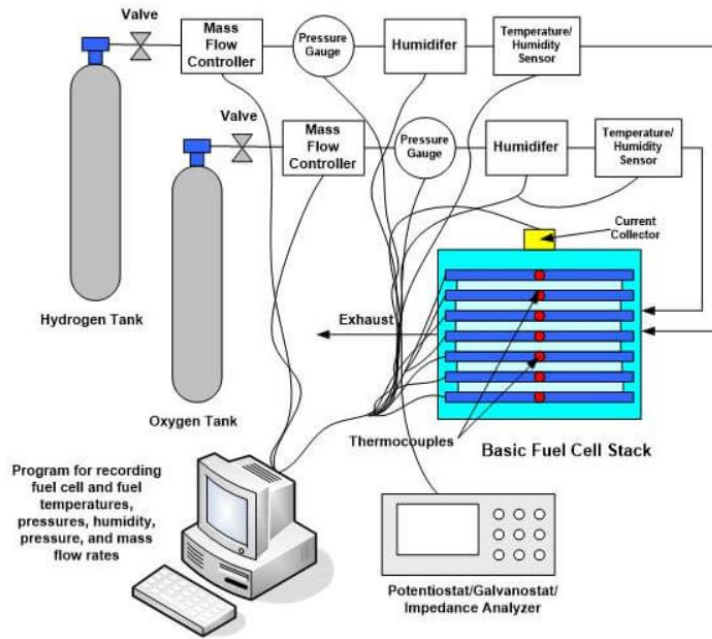 Valve
Mass
Flow
Controller
Pressure
Gauge
Humidifer
Temperature/
Humidity
Sensor
Valve
Mass
Flow
Controller
Pressure
Gauge
Humidifer
Temperature/
Humidity
Sensor
Current
Collector
Hydrogen Tank
Exhaust
Oxygen Tank
Thermocouples
Basic Fuel Cell Stack
Program for recording
fuel cell and fuel
temperatures,
pressures, humidity,
pressure, and mass
flow rates
Potentiostat/Galvanostat/
Impedance Analyzer